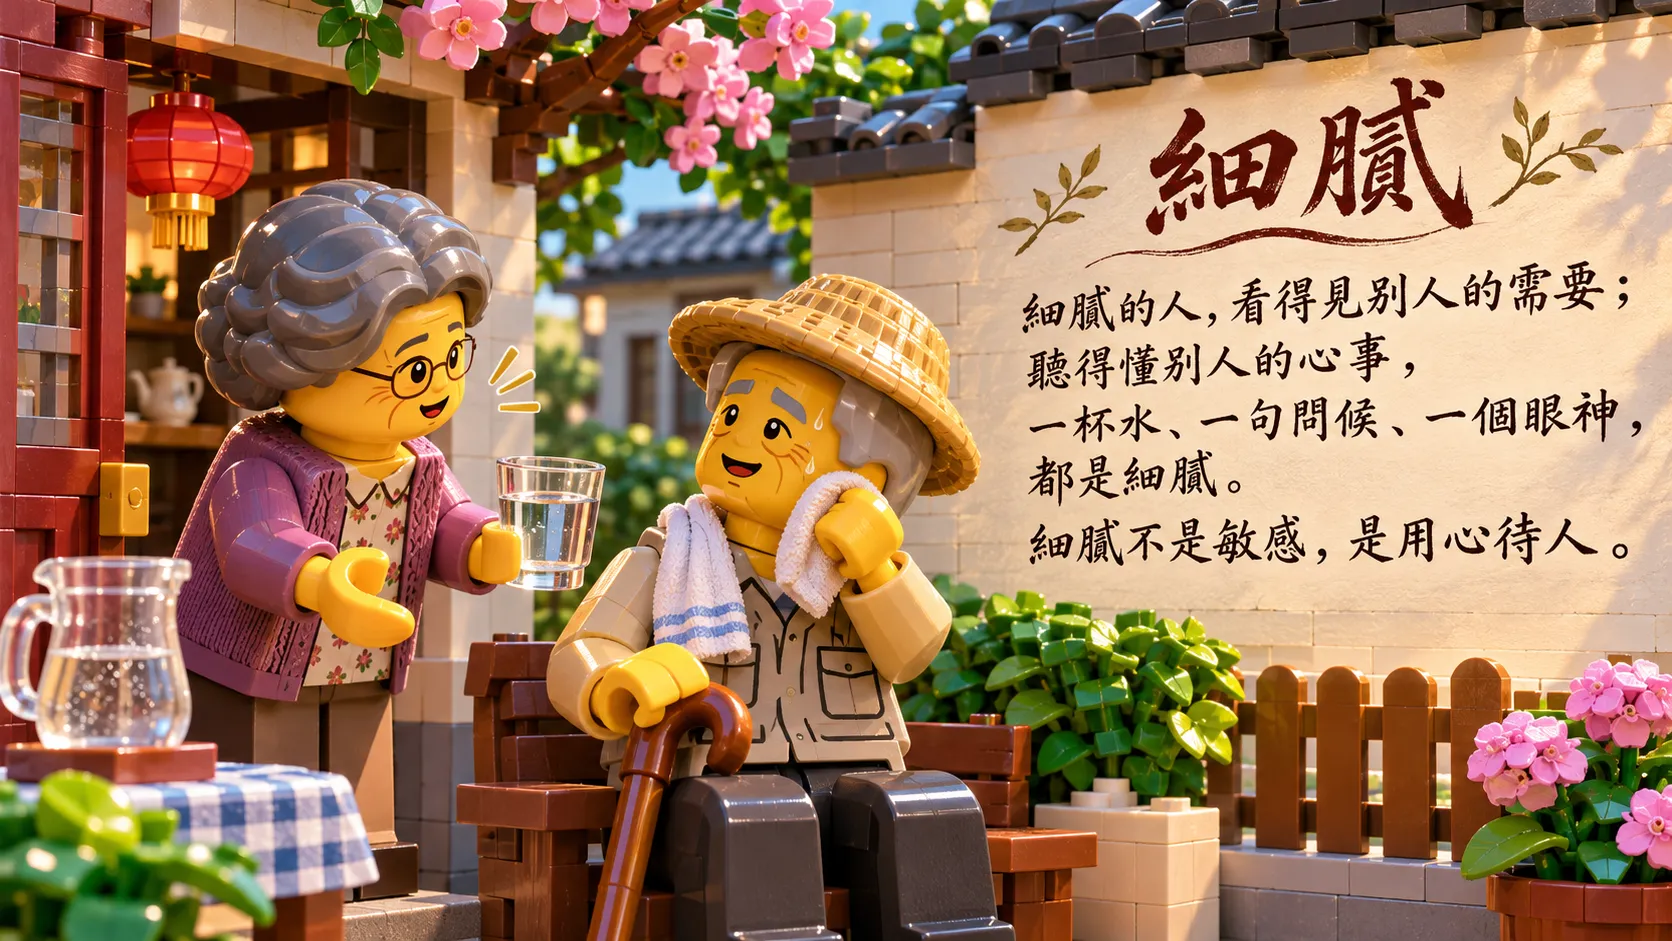 細膩
細膩的人，看得見別人的需要；
聽得懂別人的心事，
一杯水、一句問候、一個眼神，
都是細膩。
細膩不是敏感，是用心待人。